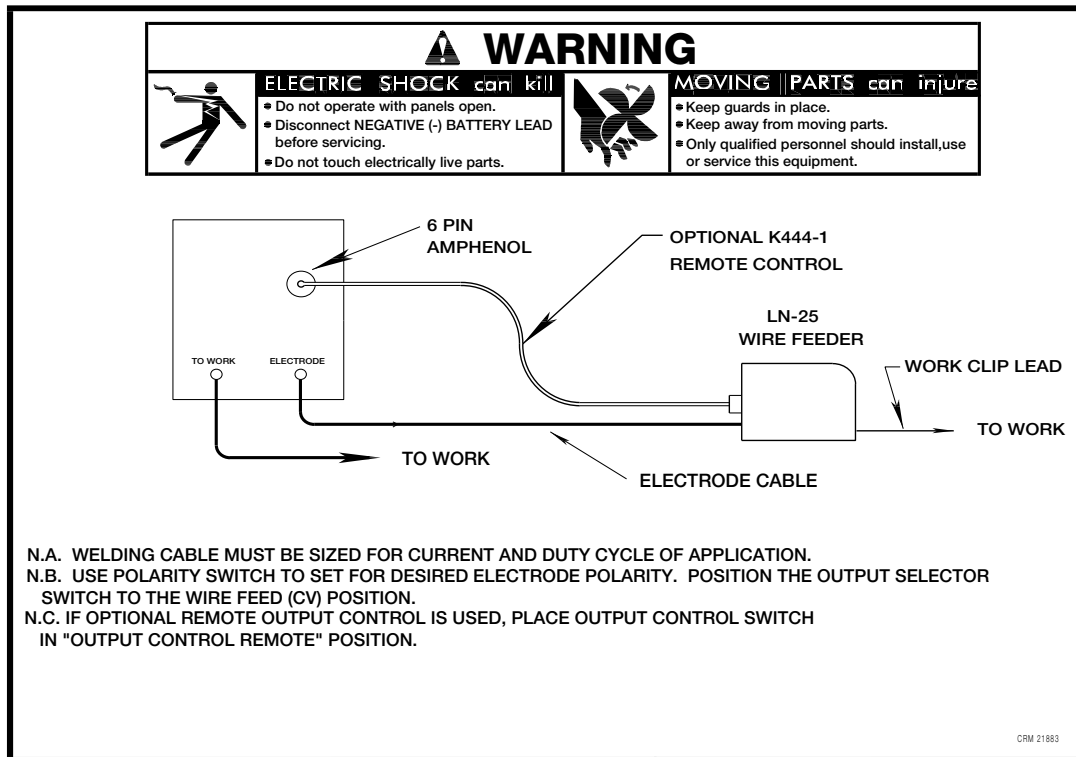 WARNING
ELECTRIC SHOCK can kill
Do not operate with panels open.
Disconnect NEGATIVE (-) BATTERY LEAD
before servicing.
Do not touch electrically live parts.
MOVING PARTS can injure
Keep guards in place.
Keep away from moving parts.
Only qualified personnel should install,use
or service this equipment.
6 PIN
AMPHENOL
OPTIONAL K444-1
REMOTE CONTROL
LN-25
WIRE FEEDER
TO WORK
ELECTRODE
WORK CLIP LEAD
TO WORK
TO WORK
ELECTRODE CABLE
N.A. WELDING CABLE MUST BE SIZED FOR CURRENT AND DUTY CYCLE OF APPLICATION.
N.B. USE POLARITY SWITCH TO SET FOR DESIRED ELECTRODE POLARITY. POSITION THE OUTPUT SELECTOR
SWITCH TO THE WIRE FEED (CV) POSITION.
N.C. IF OPTIONAL REMOTE OUTPUT CONTROL IS USED, PLACE OUTPUT CONTROL SWITCH
IN "OUTPUT CONTROL REMOTE" POSITION.
CRM 21883